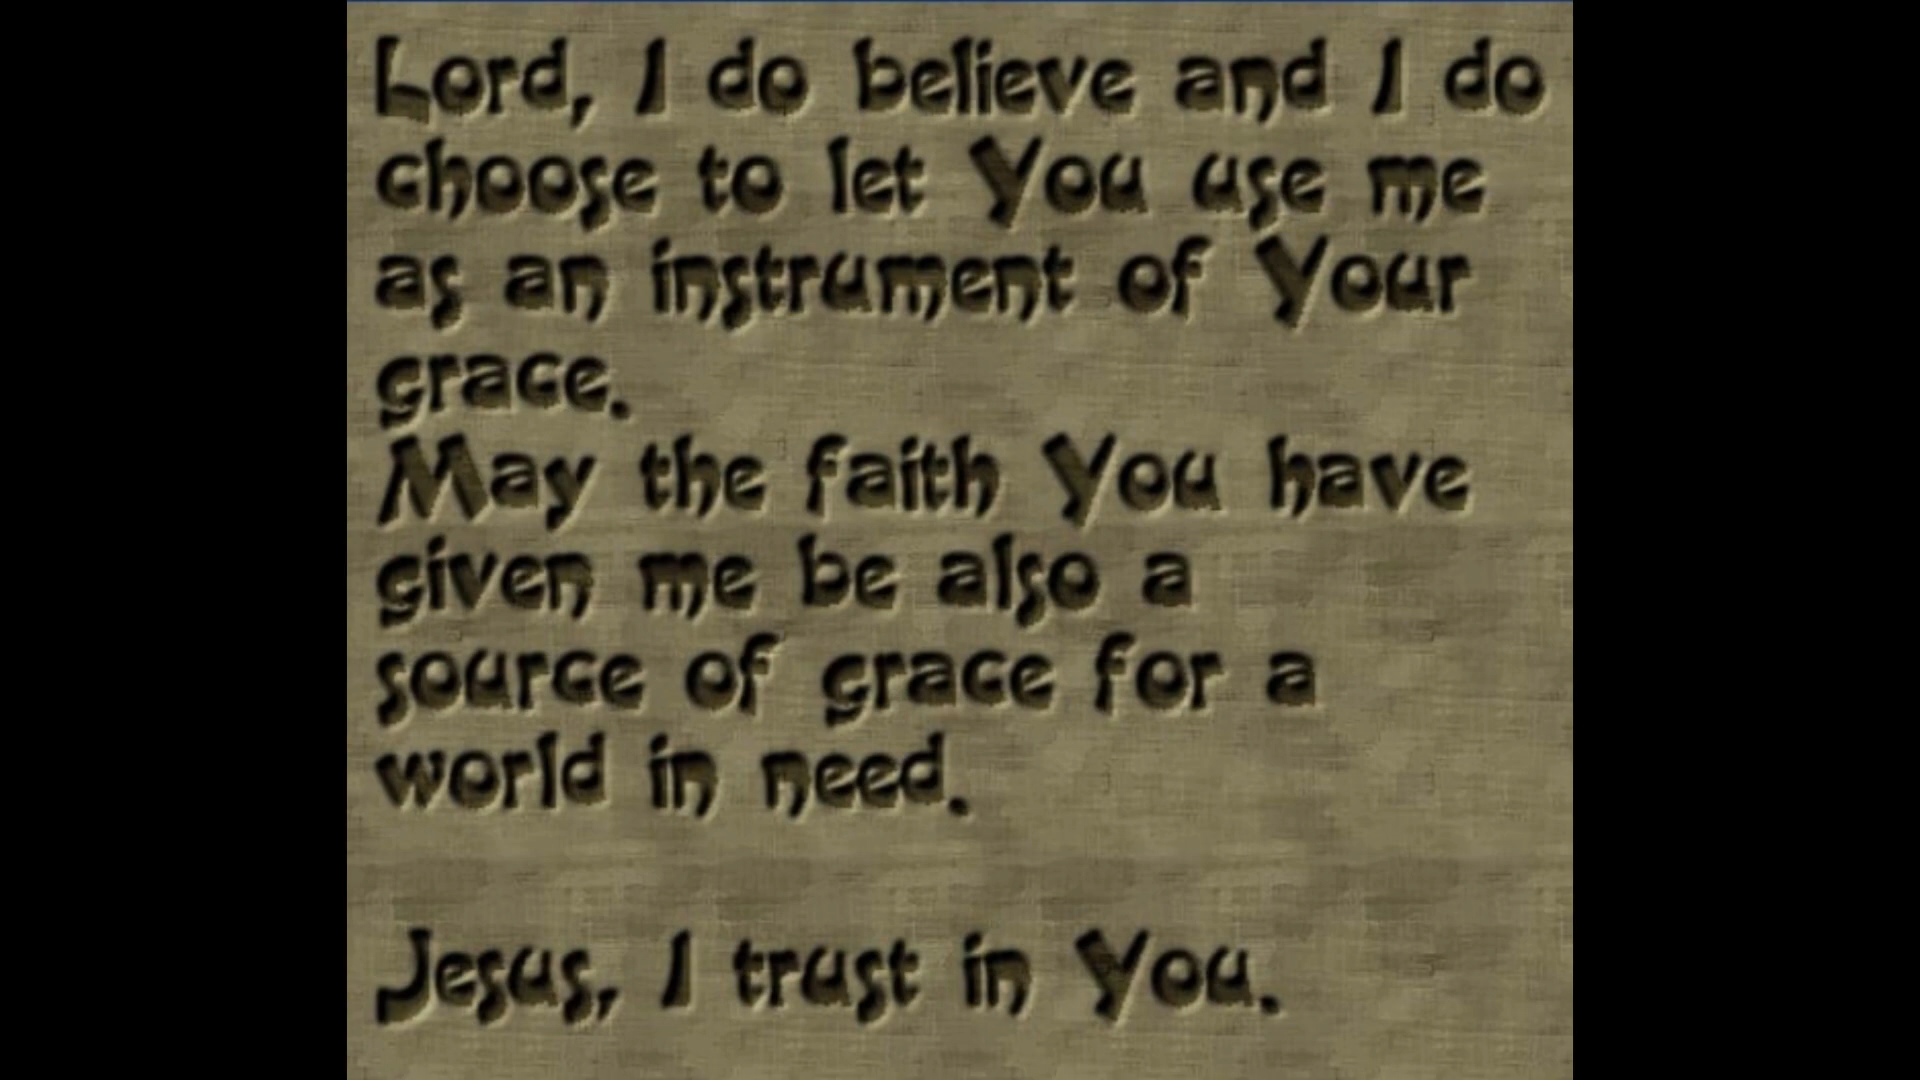 Lord, I do believe and I do
choose to let You use me
as an instrument of Your
grace.
May the faith You have
given me be also a
source of grace for a
world in need.
Jesus, I trust in You.